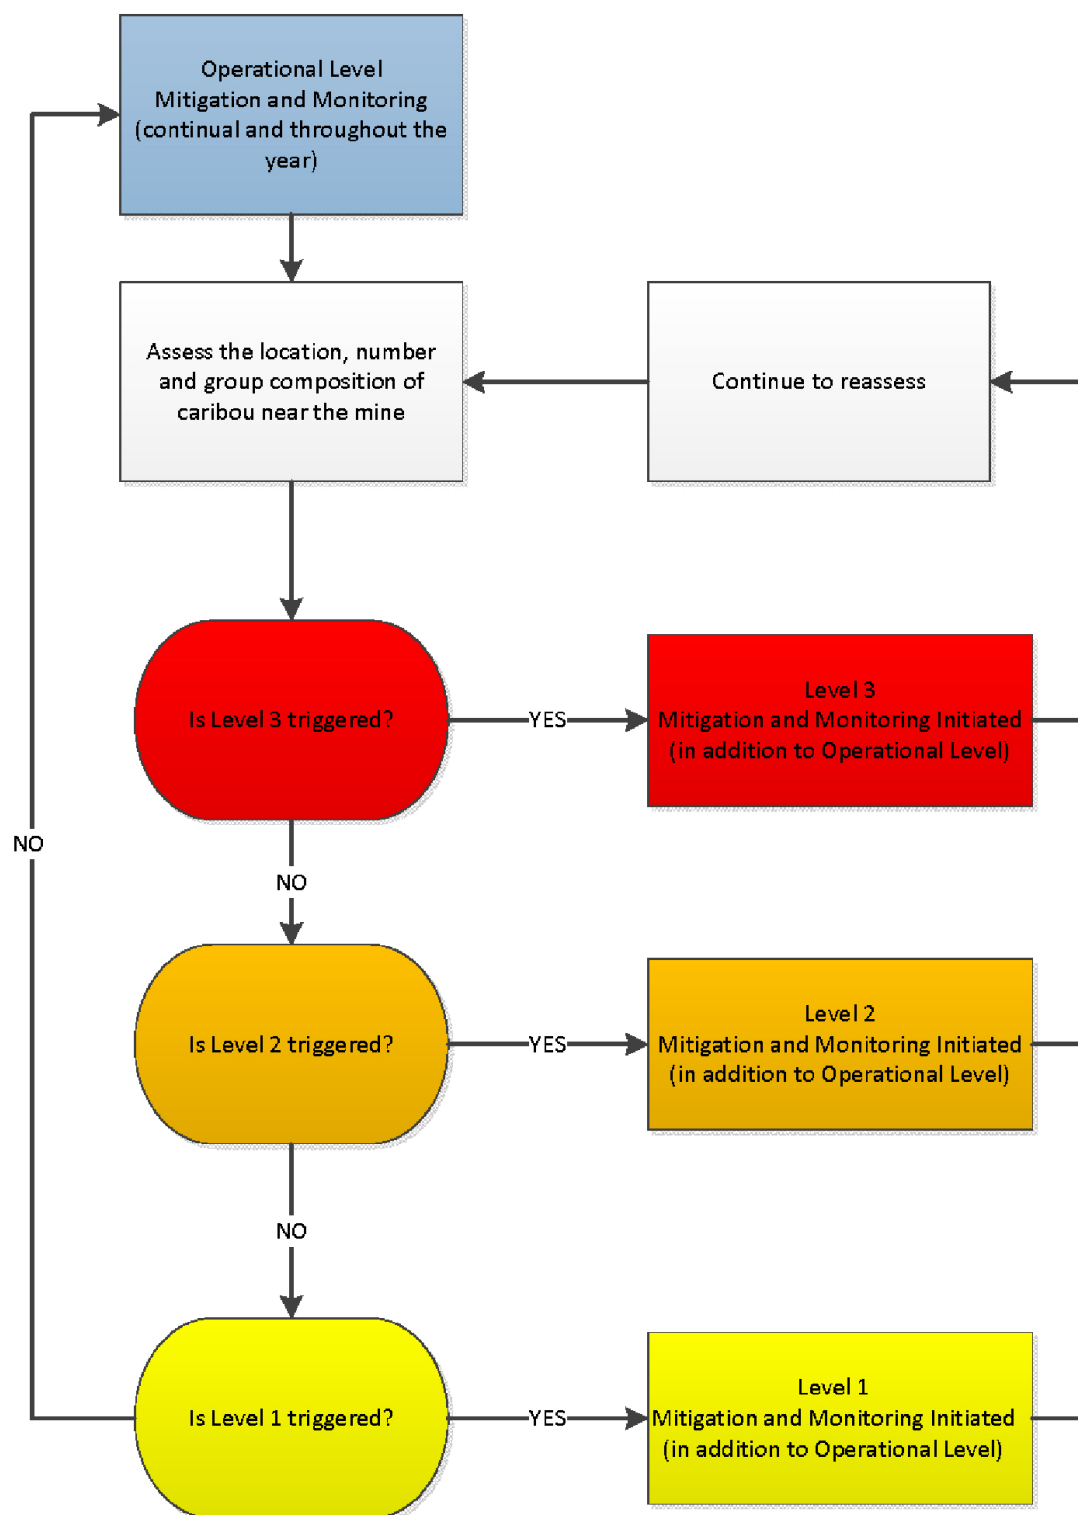 Operational Level
Mitigation and Monitoring
(continual and throughout the
year)
Assess the location, number
and group composition of
caribou near the mine
Continue to reassess
Is Level 3 triggered?
YES
Level 3
Mitigation and Monitoring Initiated
(in addition to Operational Level)
NO
NO
Is Level 2 triggered?
YES
Level 2
Mitigation and Monitoring Initiated
(in addition to Operational Level)
NO
Is Level 1 triggered?
YES
Level 1
Mitigation and Monitoring Initiated
(in addition to Operational Level)